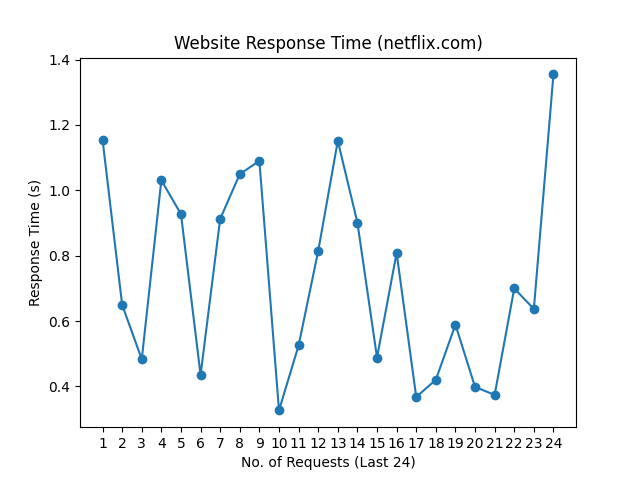 Website Response Time (netflix.com)
Response Time (s)
1.4
1.2
1.0
0.8
0.6
0.4
1 2 3 4 5 6 7 8 9 10 11 12 13 14 15 16 17 18 19 20 21 22 23 24
No. of Requests (Last 24)